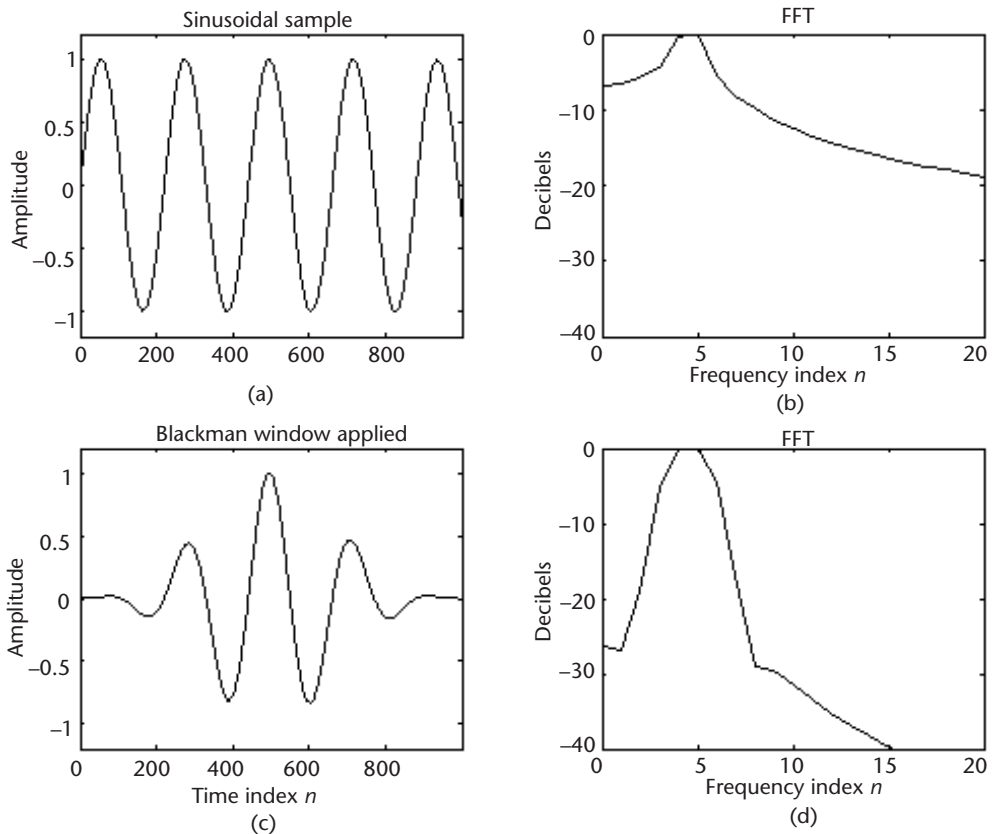 Sinusoidal sample
1
0.5
0
−0.5
−1
Amplitude
0 200 400 600 800
(a)
FFT
0
−10
−20
−30
−40
Decibels
0 5 10 15 20
Frequency index n
(b)
Blackman window applied
1
0.5
0
−0.5
−1
Amplitude
0 200 400 600 800
Time index n
(c)
FFT
0
−10
−20
−30
−40
Decibels
0 5 10 15 20
Frequency index n
(d)